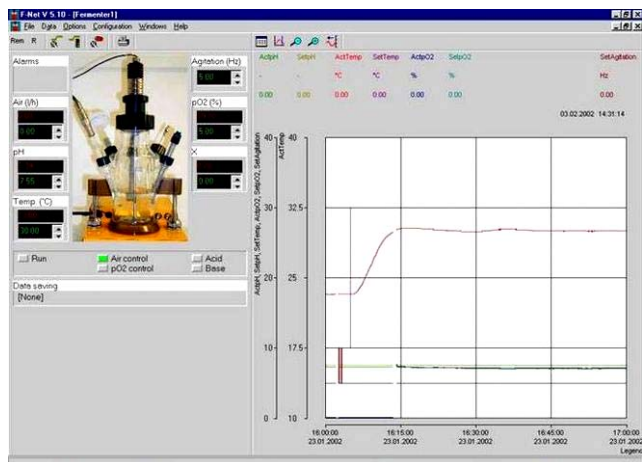 F-Net V 5.10 - [Fermenter1]
File Data Options Configuration Windows Help
Rem R
Alarms
Agitation (Hz)
5.00
Air (l/h)
0.00
pO2 (%)
5.00
pH
7.55
X
0.00
Temp. (°C)
30.00
Run
Air control
Acid
pO2 control
Base
Data saving
[None]
ActpH SetpH ActTemp SetTemp ActpO2 SetpO2 SetAgitation
- - °C °C % % Hz
0.00 0.00 0.00 0.00 0.00 0.00 0.00
03.02.2002 14:31:14
ActpH, SetpH, SetTemp, ActpO2, SetpO2, SetAgitation
ActTemp
40 40
30 32.5
20 25
10 17.5
0 10
16:00:00 16:15:00 16:30:00 16:45:00 17:00:00
23.01.2002 23.01.2002 23.01.2002 23.01.2002 23.01.2002
Legend